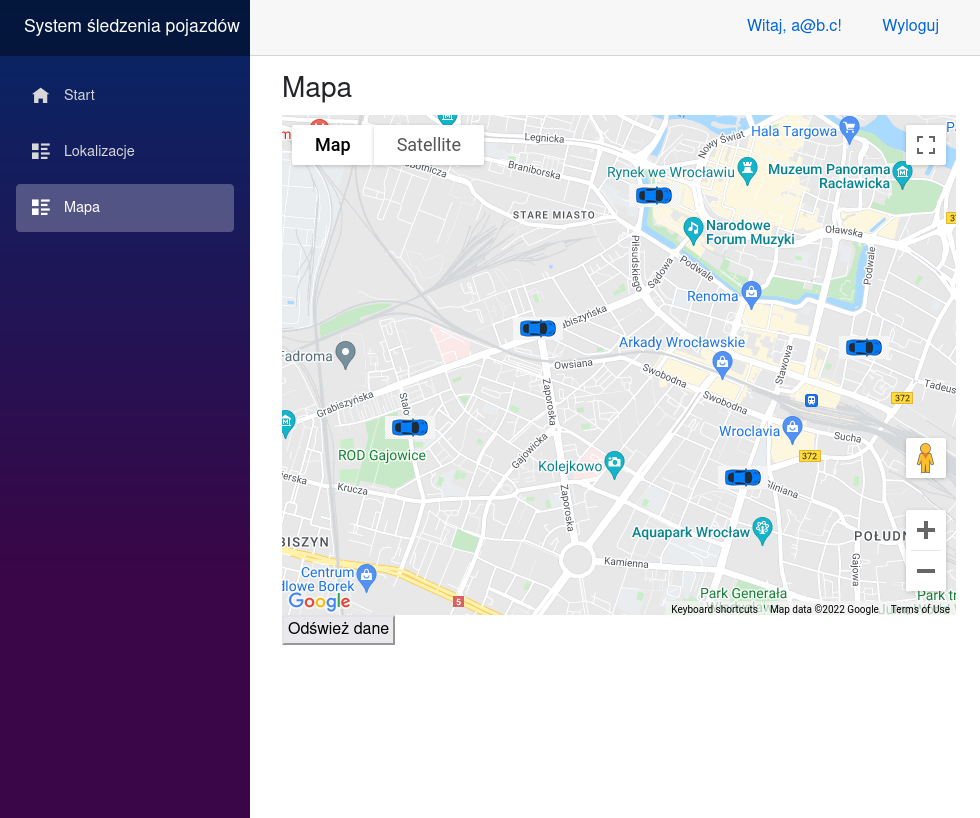 System śledzenia pojazdów
Witaj, a@b.c!
Wyloguj
Start
Lokalizacje
Mapa
Mapa
Map
Satellite
Legnicka
Nowy Świat
Hala Targowa
Braniborska
Rynek we Wrocławiu
Muzeum Panorama
Racławicka
STARE MIASTO
Narodowe
Forum Muzyki
Oławska
Piłsudskiego
Sądowa
Podwale
Podwale
Renoma
Arkady Wrocławskie
Owsiana
Stawowa
Swobodna
Swobodna
372
Tadeus
Fadroma
Grabiszyńska
Stalo
Zaporoska
Wroclavia
Sucha
372
ROD Gajowice
Gajowicka
Kolejkowo
Krucza
Zaporoska
Aquapark Wrocław
POŁUDN
BISZYN
Kamienna
Gajowa
Centrum
dlowe Borek
Google
5
Park Generała
Park tr
Keyboard shortcuts
Map data ©2022 Google
Terms of Use
Odśwież dane